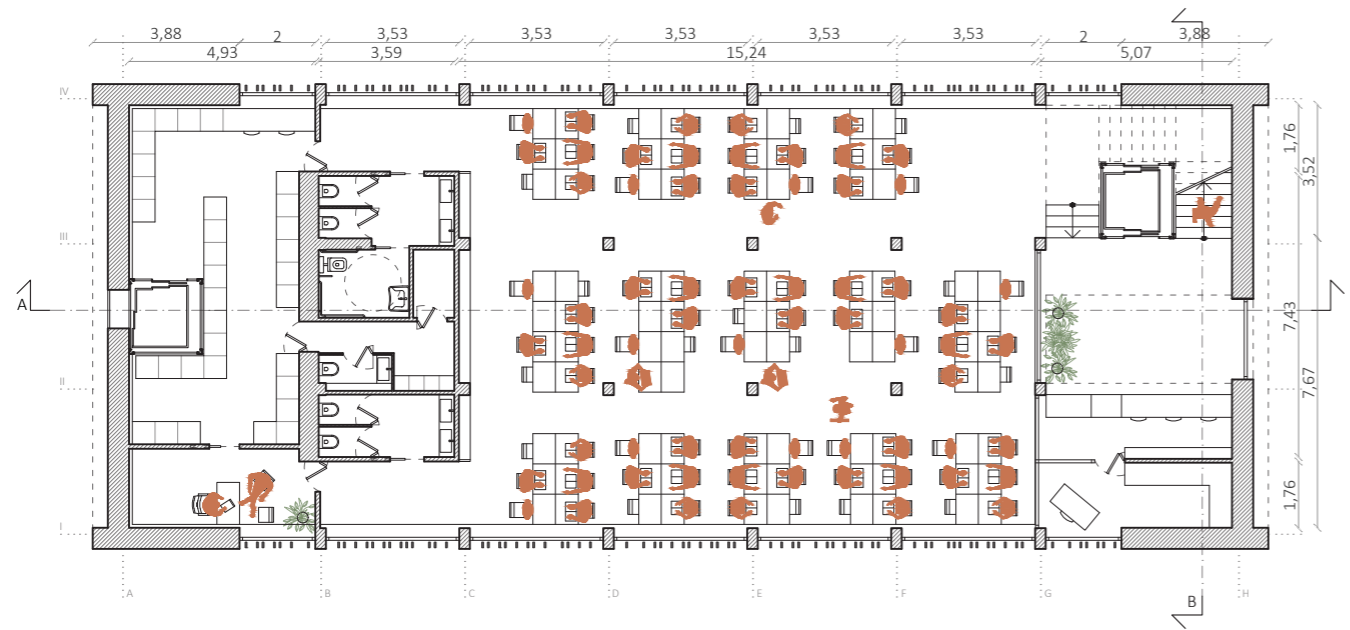 3,88 2 3,53 3,53 3,53 3,53 3,53 2 3,88
4,93 3,59 15,24 5,07
IV
III
II
I
A
B
1,76
3,52
7,43
7,67
1,76
A B C D E F G H